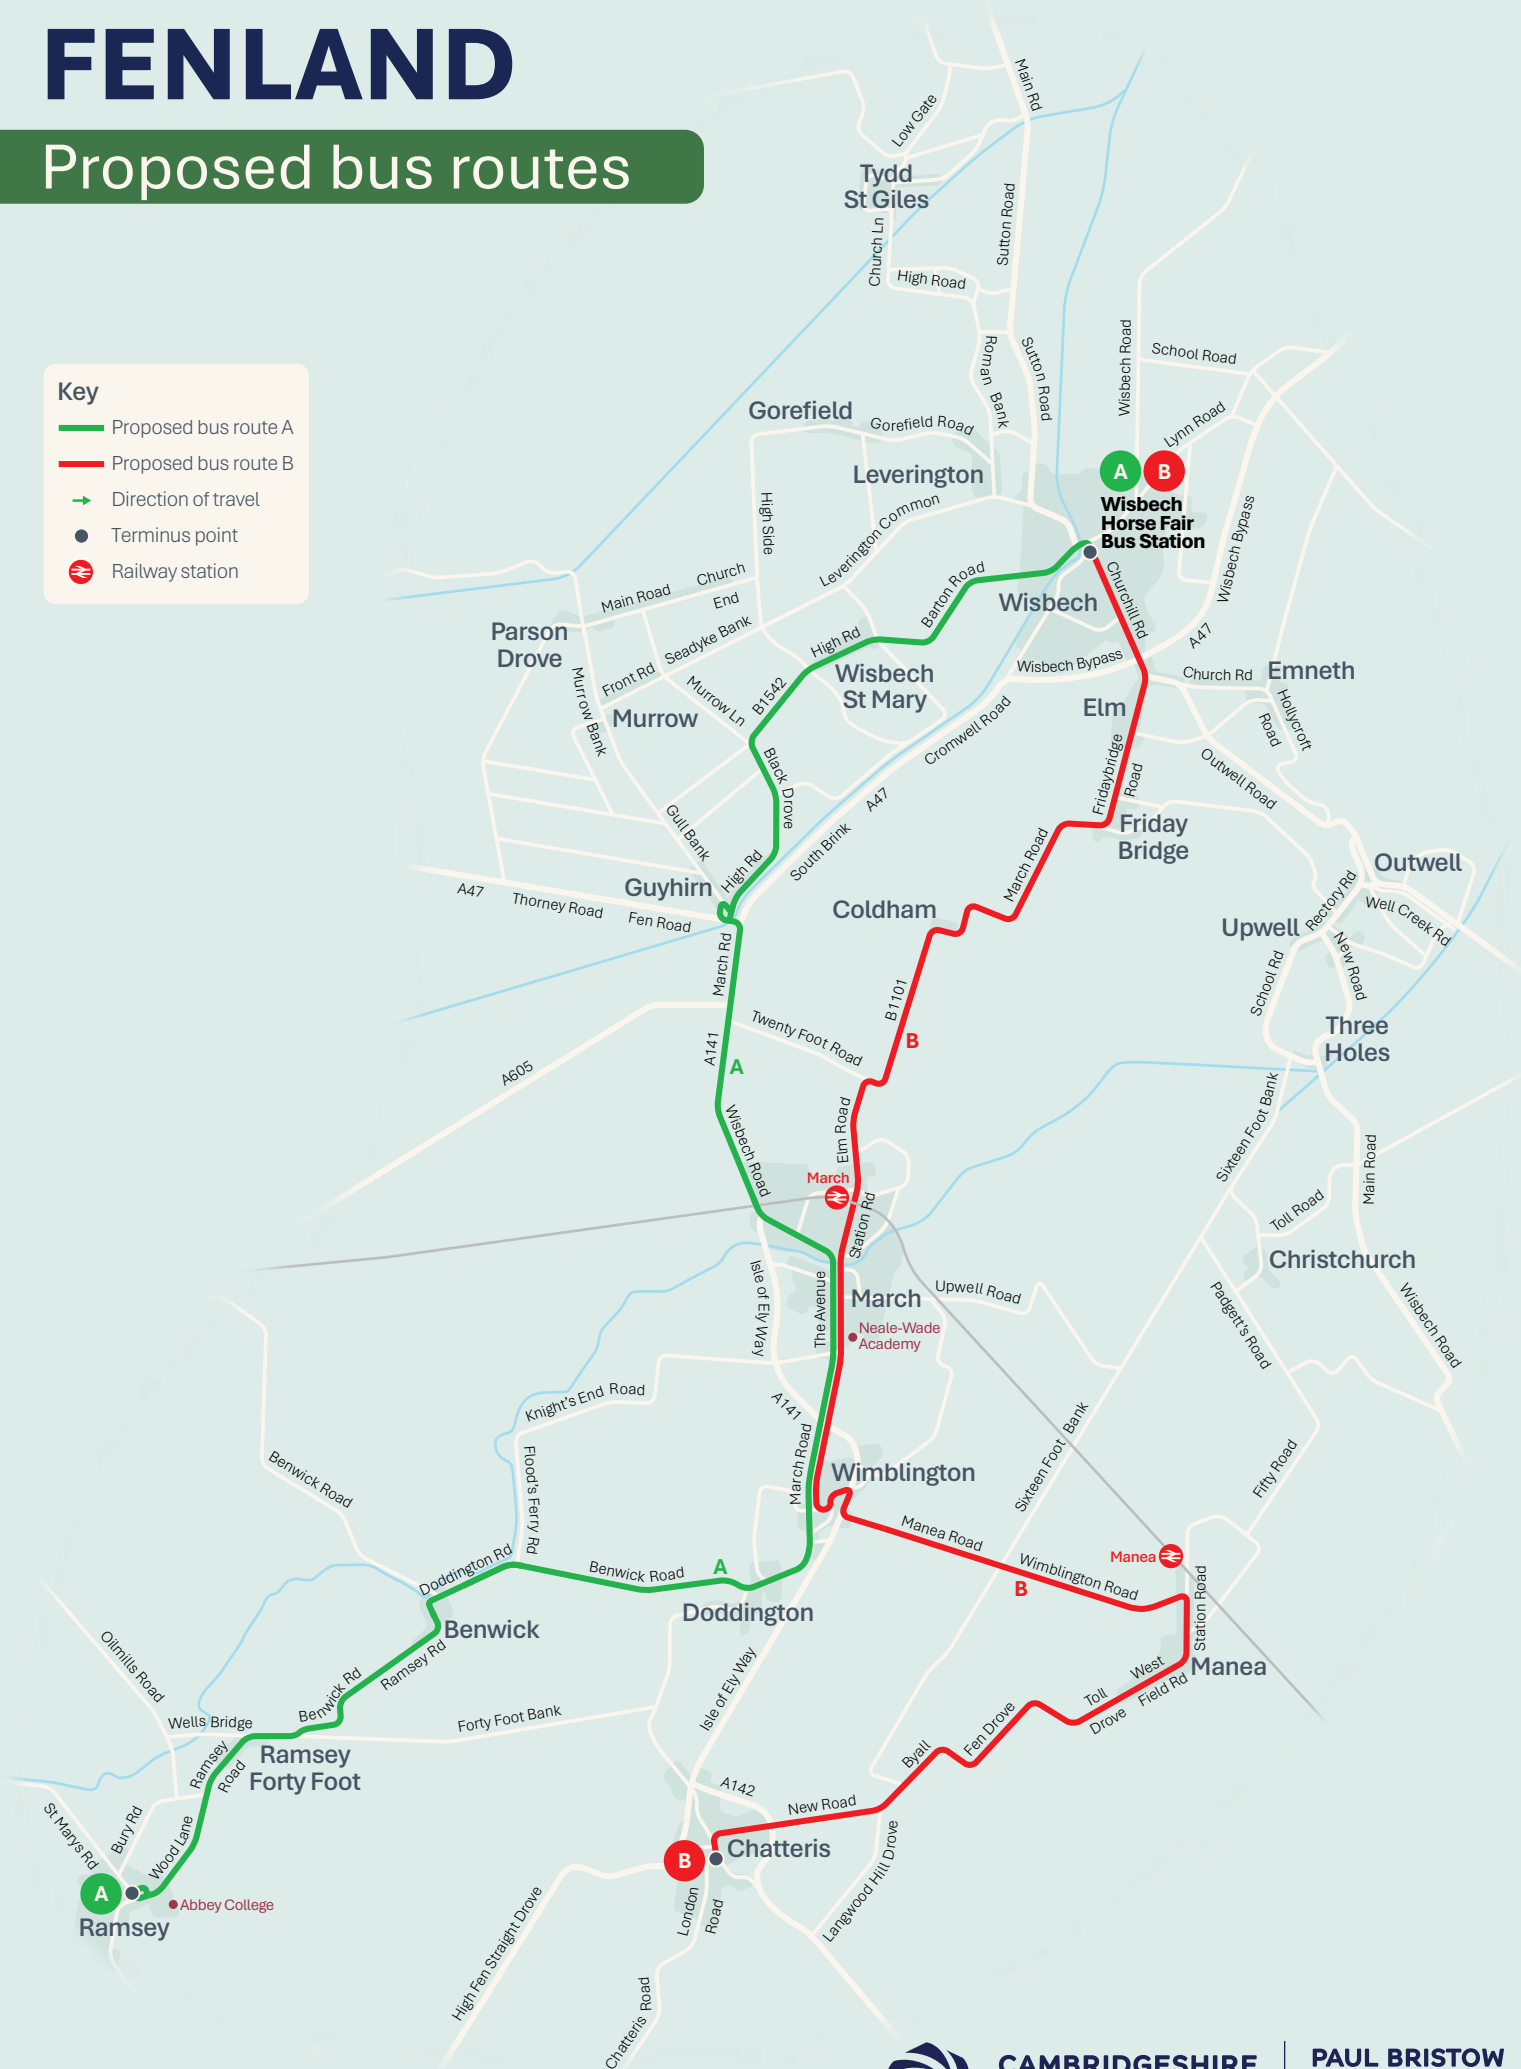 FENLAND
Proposed bus routes
Main Rd
Low Gate
Tydd
St Giles
Church Ln
Sutton Road
High Road
Roman Bank
Sutton Road
Wisbech Road
School Road
Lynn Road
Key
Proposed bus route A
Proposed bus route B
Direction of travel
Terminus point
Railway station
Gorefield
Gorefield Road
Leverington
A
B
Wisbech
Horse Fair
Bus Station
High Side
Leverington Common
Wisbech Bypass
Main Road
Church
End
Barton Road
Wisbech
Churchill Rd
Parson
Drove
Seadyke Bank
High Rd
A47
Front Rd
Wisbech Bypass
Church Rd
Emneth
Murrow Bank
Murrow Ln
B1542
Wisbech
St Mary
Murrow
Elm
Hollycroft
Road
Cromwell Road
Black Drove
Fridaybridge
Road
Outwell Road
A47
Gull Bank
South Brink
Friday
Bridge
High Rd
March Road
Outwell
Guyhirn
A47
Thorney Road
Fen Road
Coldham
Rectory Rd
Well Creek Rd
Upwell
March Rd
New Road
School Rd
B1101
Twenty Foot Road
B
Three
Holes
A141
A
A605
Sixteen Foot Bank
Wisbech Road
Elm Road
Main Road
March
Station Rd
Toll Road
Christchurch
Isle of Ely Way
The Avenue
March
Upwell Road
Padgett's Road
Wisbech Road
Neale-Wade
Academy
Knight's End Road
A141
Sixteen Foot Bank
Flood's Ferry Rd
March Road
Benwick Road
Wimblington
Fifty Road
Manea Road
Manea
Doddington Rd
Benwick Road
A
Wimblington Road
B
Station Road
Doddington
Benwick
Oilmills Road
Ramsey Rd
Isle of Ely Way
West
Manea
Toll
Field Rd
Drove
Benwick Rd
Wells Bridge
Forty Foot Bank
Fen Drove
Byall
Ramsey
Road
Ramsey
Forty Foot
A142
New Road
St Marys Rd
Bury Rd
Wood Lane
B
Chatteris
Langwood Hill Drove
A
Abbey College
Ramsey
London
Road
High Fen Straight Drove
Chatteris Road
CAMBRIDGESHIRE
PAUL BRISTOW